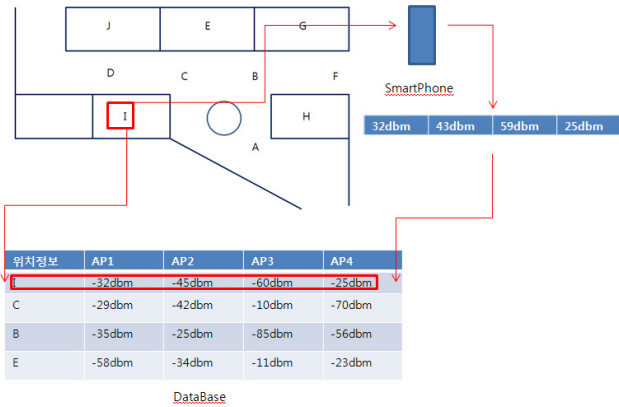 J E G
D C B F
SmartPhone
I H
A
32dbm 43dbm 59dbm 25dbm
위치정보 AP1 AP2 AP3 AP4
I -32dbm -45dbm -60dbm -25dbm
C -29dbm -42dbm -10dbm -70dbm
B -35dbm -25dbm -85dbm -56dbm
E -58dbm -34dbm -11dbm -23dbm
DataBase